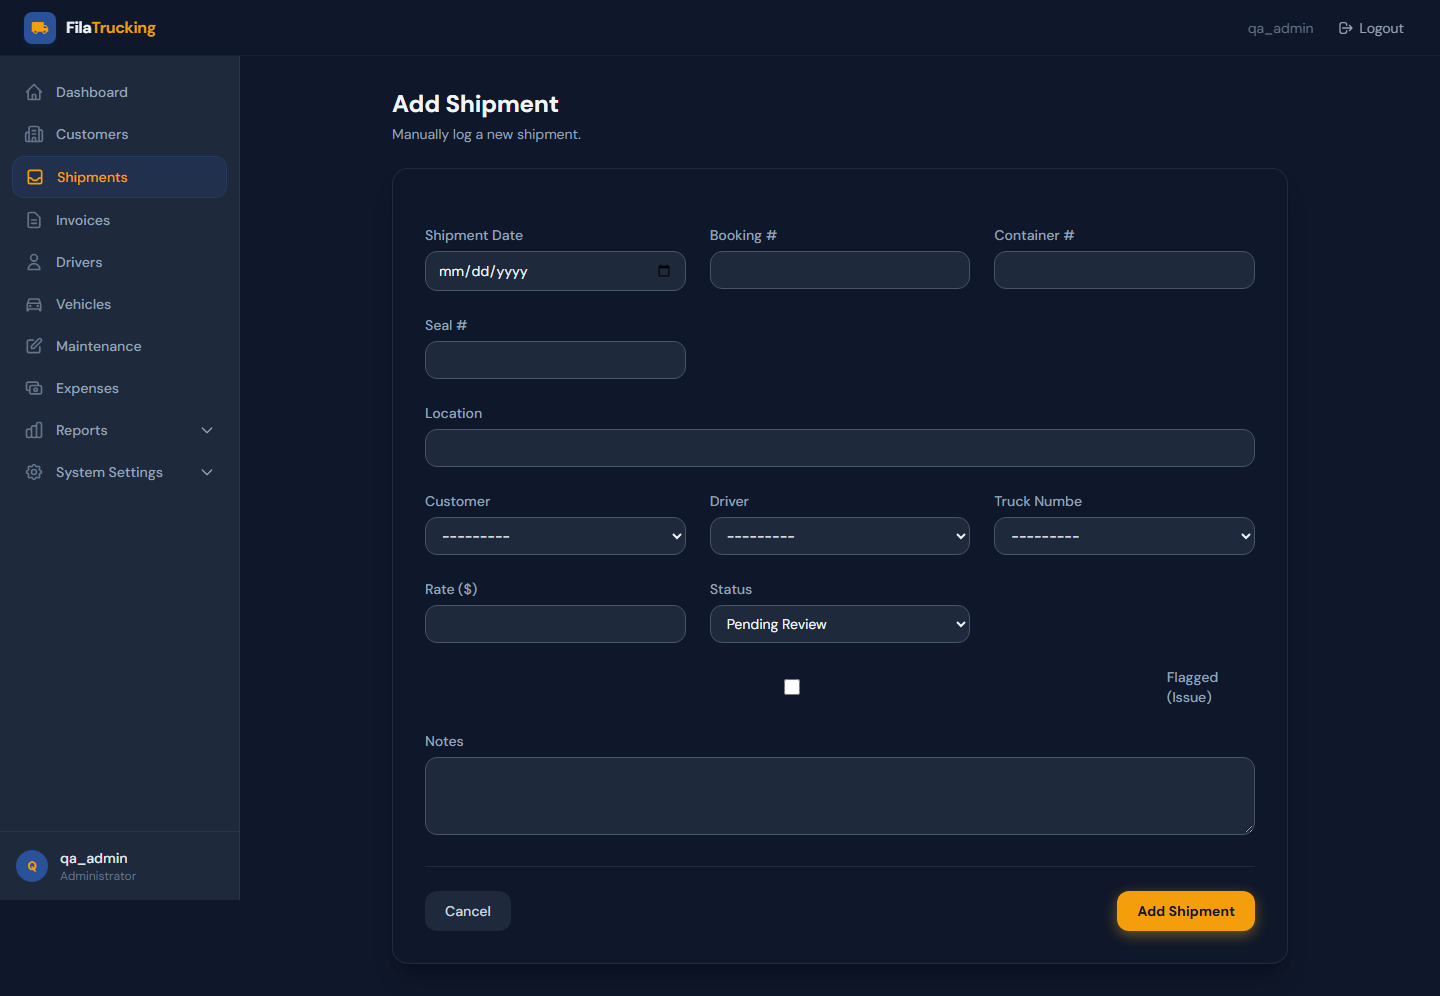 FilaTrucking
qa_admin
Logout
Dashboard
Customers
Shipments
Invoices
Drivers
Vehicles
Maintenance
Expenses
Reports
System Settings
Q
qa_admin
Administrator
Add Shipment
Manually log a new shipment.
Shipment Date
Booking #
Container #
mm/dd/yyyy
Seal #
Location
Customer
Driver
Truck Numbe
---------
---------
---------
Rate ($)
Status
Pending Review
Flagged
(Issue)
Notes
Cancel
Add Shipment